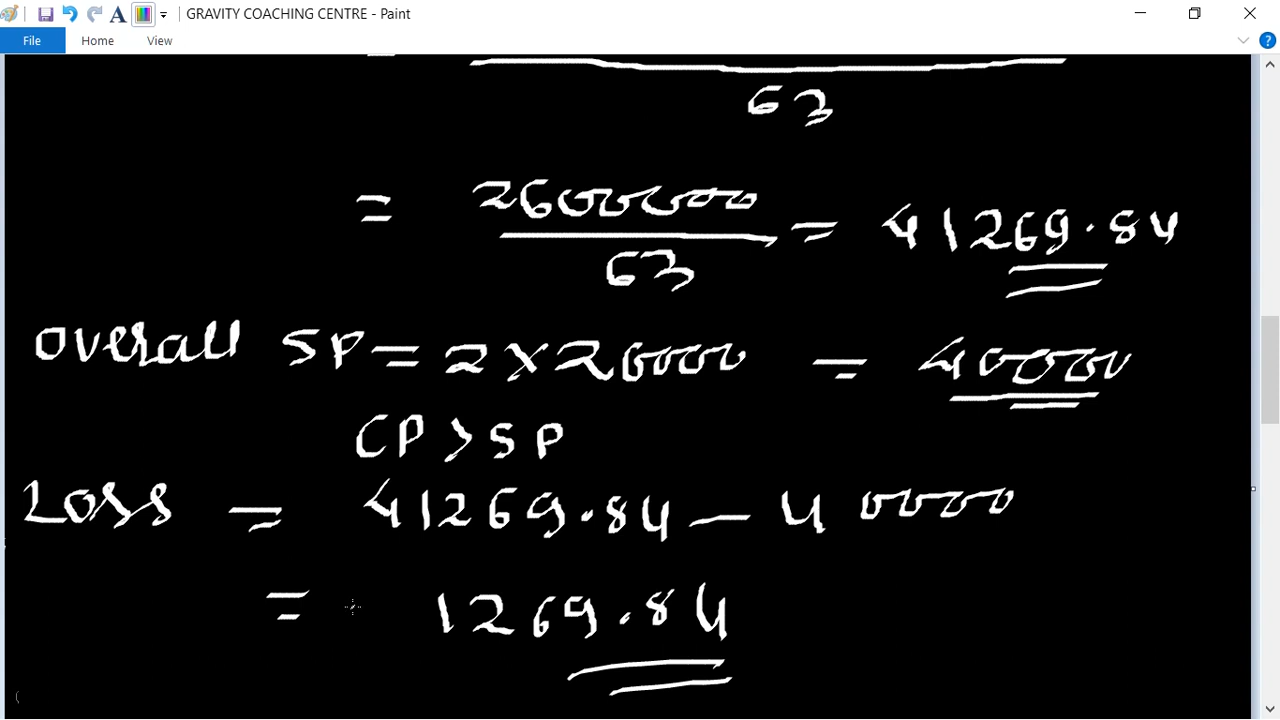 GRAVITY COACHING CENTRE - Paint
File Home View
63
= 2600000 = 41269.84
63
Overall SP = 2 × 20000 = 40000
CP > SP
Loss = 41269.84 - 40000
= 1269.84